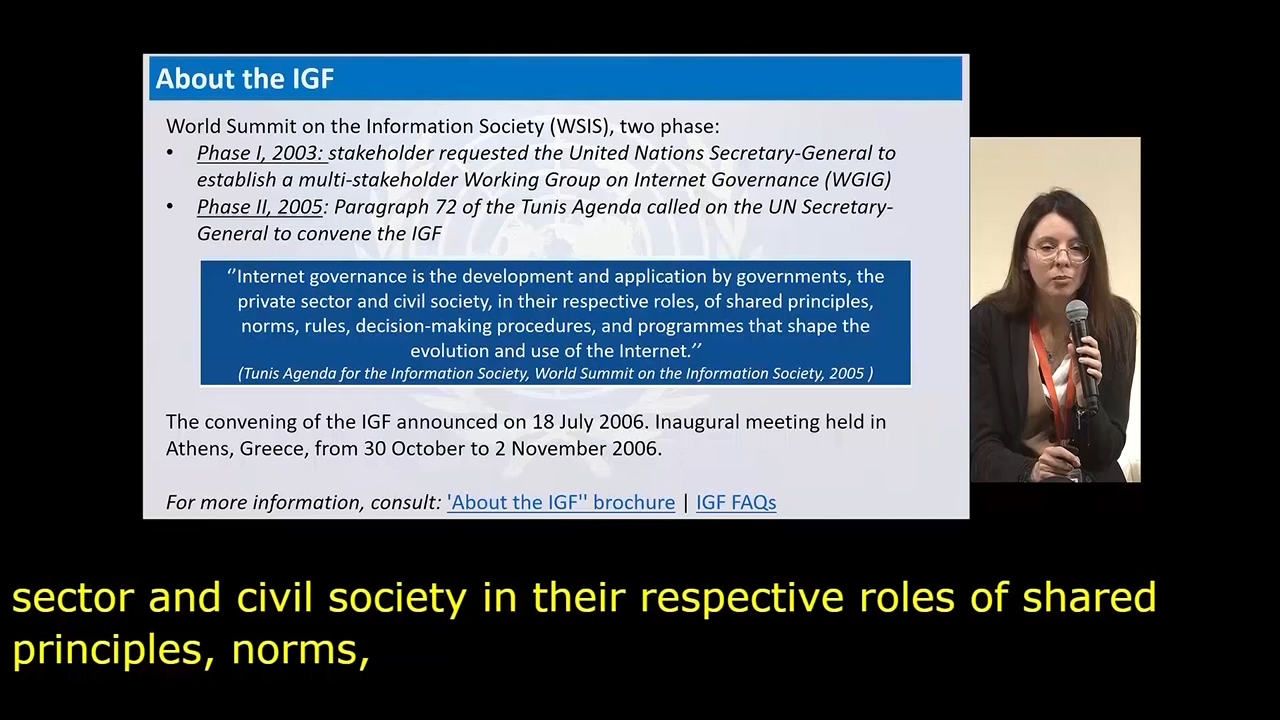 About the IGF
World Summit on the Information Society (WSIS), two phase:
• Phase I, 2003: stakeholder requested the United Nations Secretary-General to
establish a multi-stakeholder Working Group on Internet Governance (WGIG)
• Phase II, 2005: Paragraph 72 of the Tunis Agenda called on the UN Secretary-
General to convene the IGF
‘’Internet governance is the development and application by governments, the
private sector and civil society, in their respective roles, of shared principles,
norms, rules, decision-making procedures, and programmes that shape the
evolution and use of the Internet.’’
(Tunis Agenda for the Information Society, World Summit on the Information Society, 2005 )
The convening of the IGF announced on 18 July 2006. Inaugural meeting held in
Athens, Greece, from 30 October to 2 November 2006.
For more information, consult: 'About the IGF'' brochure | IGF FAQs
sector and civil society in their respective roles of shared
principles, norms,